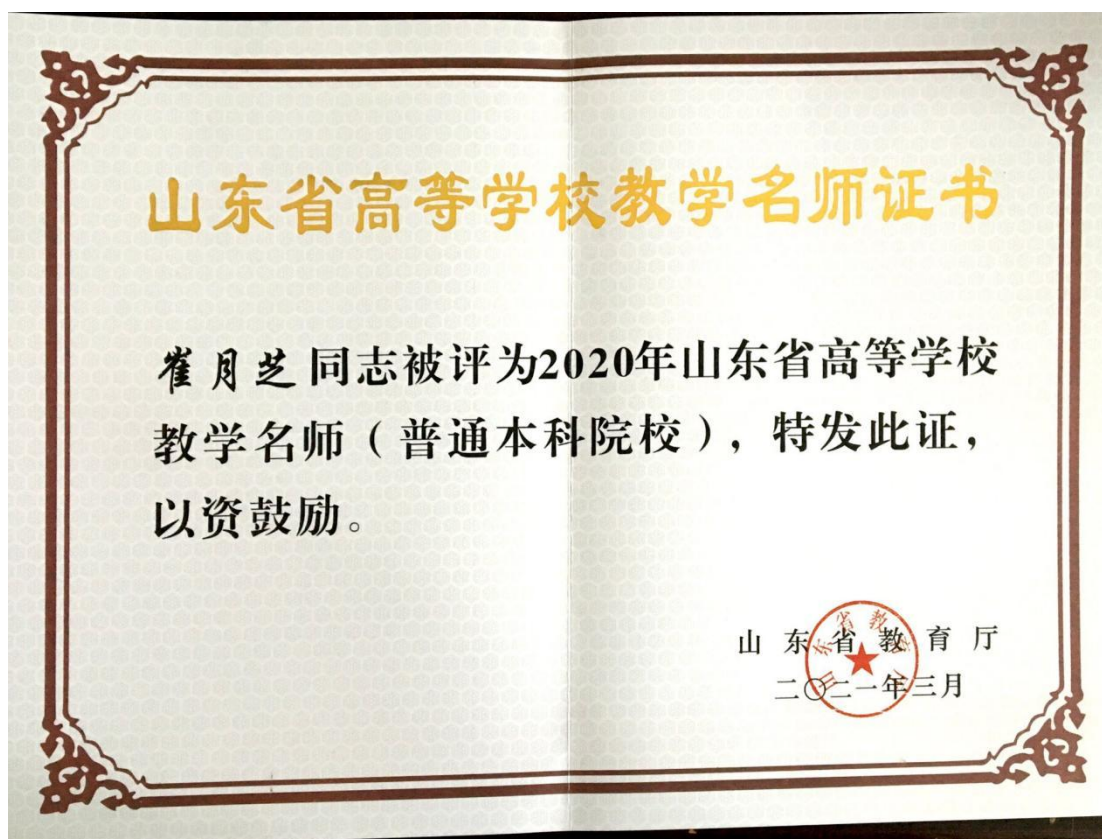 山东省高等学校教学名师证书
崔月芝同志被评为2020年山东省高等学校
教学名师（普通本科院校），特发此证，
以资鼓励。
山东省教育厅
二〇二一年三月